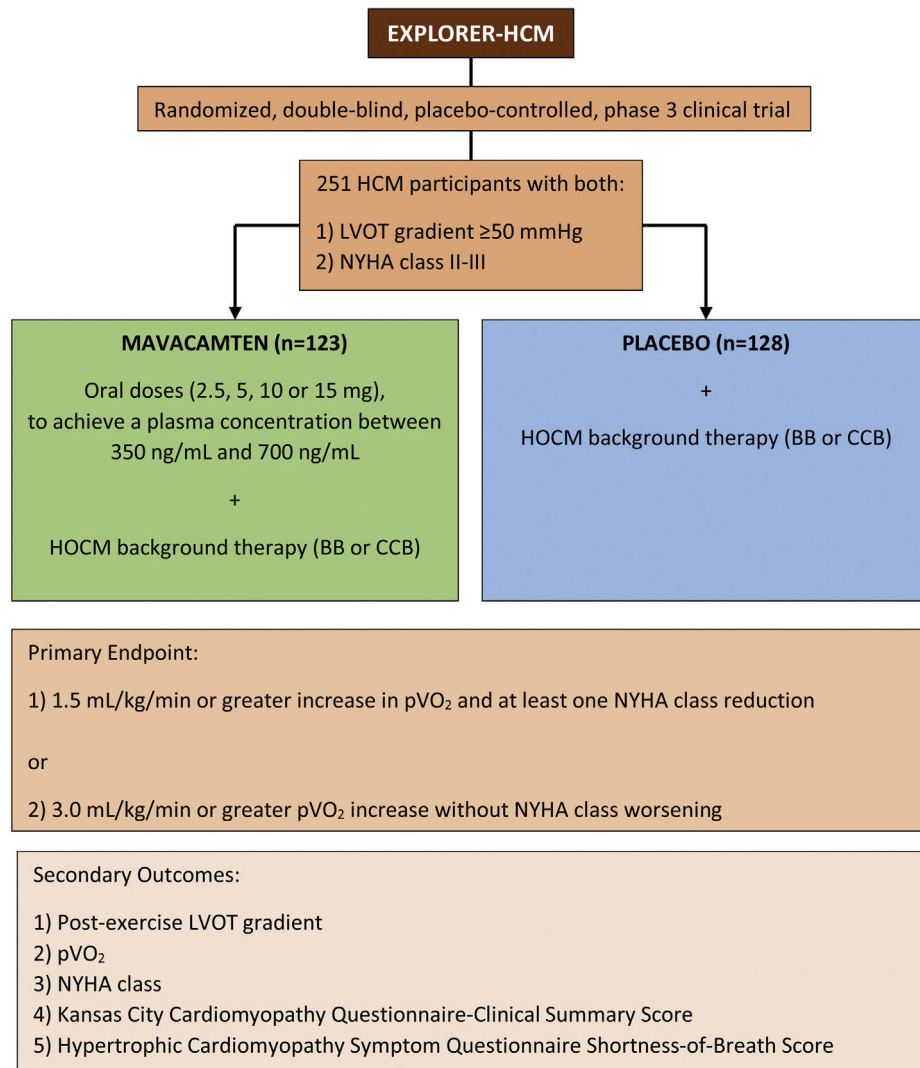 EXPLORER-HCM
Randomized, double-blind, placebo-controlled, phase 3 clinical trial
251 HCM participants with both:
1) LVOT gradient ≥50 mmHg
2) NYHA class II-III
MAVACAMTEN (n=123)
Oral doses (2.5, 5, 10 or 15 mg),
to achieve a plasma concentration between
350 ng/mL and 700 ng/mL
+
HOCM background therapy (BB or CCB)
PLACEBO (n=128)
+
HOCM background therapy (BB or CCB)
Primary Endpoint:
1) 1.5 mL/kg/min or greater increase in pVO₂ and at least one NYHA class reduction
or
2) 3.0 mL/kg/min or greater pVO₂ increase without NYHA class worsening
Secondary Outcomes:
1) Post-exercise LVOT gradient
2) pVO₂
3) NYHA class
4) Kansas City Cardiomyopathy Questionnaire-Clinical Summary Score
5) Hypertrophic Cardiomyopathy Symptom Questionnaire Shortness-of-Breath Score